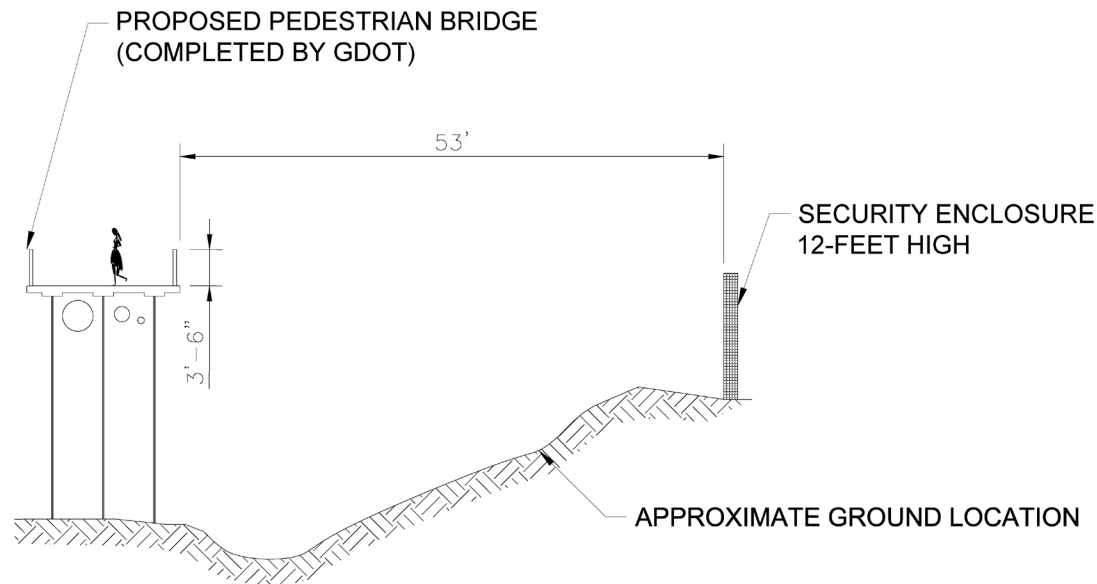 PROPOSED PEDESTRIAN BRIDGE
(COMPLETED BY GDOT)
53'
SECURITY ENCLOSURE
12-FEET HIGH
3'-6"
APPROXIMATE GROUND LOCATION